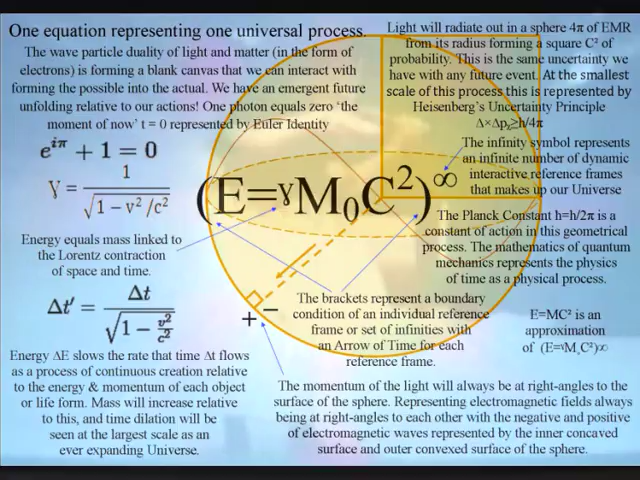 One equation representing one universal process.
The wave particle duality of light and matter (in the form of
electrons) is forming a blank canvas that we can interact with
forming the possible into the actual. We have an emergent future
unfolding relative to our actions! One photon equals zero ‘the
moment of now’ t = 0 represented by Euler Identity
e^iπ + 1 = 0
γ = 1 / √(1 − v²/c²)
Light will radiate out in a sphere 4π of EMR
from its radius forming a square C² of
probability. This is the same uncertainty we
have with any future event. At the smallest
scale of this process this is represented by
Heisenberg's Uncertainty Principle
Δ×Δpₓ≥h/4π
The infinity symbol represents
an infinite number of dynamic
interactive reference frames
that makes up our Universe
(E=γM₀C²)∞
Energy equals mass linked to
the Lorentz contraction
of space and time.
Δt′ = Δt / √(1 − v²/c²)
The Planck Constant h=h/2π is a
constant of action in this geometrical
process. The mathematics of quantum
mechanics represents the physics
of time as a physical process.
+ −
The brackets represent a boundary
condition of an individual reference
frame or set of infinities with
an Arrow of Time for each
reference frame.
E=MC² is an
approximation
of (E=γM₀C²)∞
Energy ΔE slows the rate that time Δt flows
as a process of continuous creation relative
to the energy & momentum of each object
or life form. Mass will increase relative
to this, and time dilation will be
seen at the largest scale as an
ever expanding Universe.
The momentum of the light will always be at right-angles to the
surface of the sphere. Representing electromagnetic fields always
being at right-angles to each other with the negative and positive
of electromagnetic waves represented by the inner concaved
surface and outer convexed surface of the sphere.